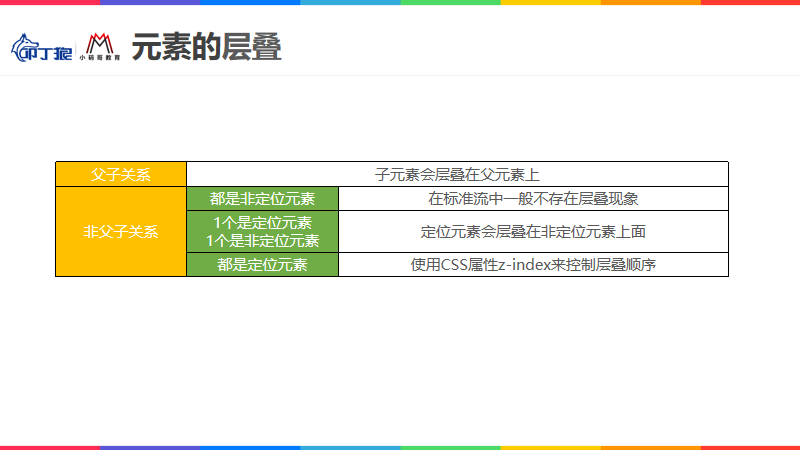 叩丁狼
小码哥教育
元素的层叠
父子关系
子元素会层叠在父元素上
非父子关系
都是非定位元素
在标准流中一般不存在层叠现象
1个是定位元素
1个是非定位元素
定位元素会层叠在非定位元素上面
都是定位元素
使用CSS属性z-index来控制层叠顺序